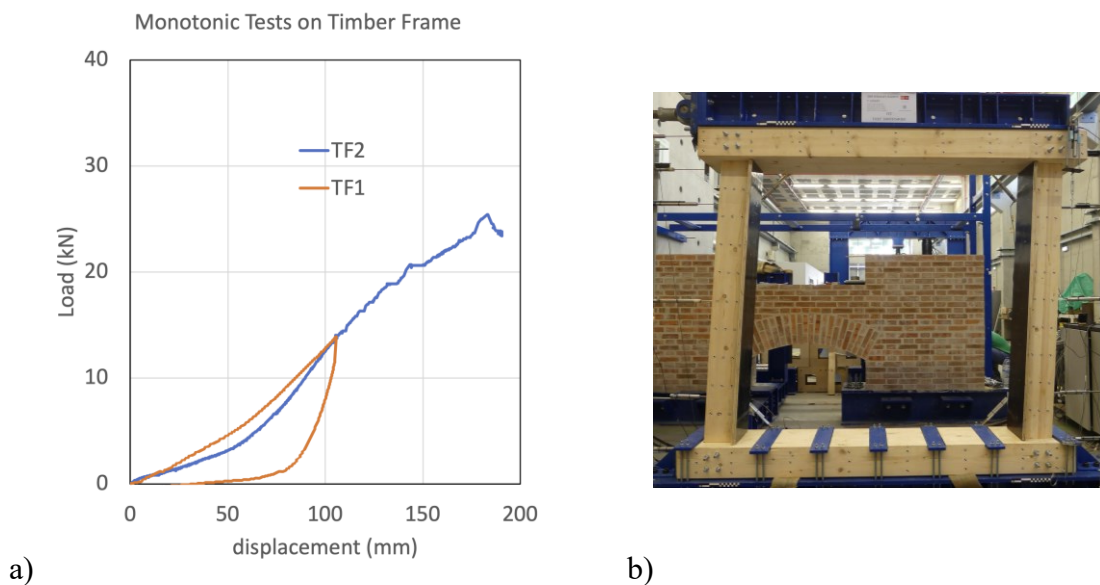 Monotonic Tests on Timber Frame
40
30
20
10
0
Load (kN)
TF2
TF1
0 50 100 150 200
displacement (mm)
a)
b)